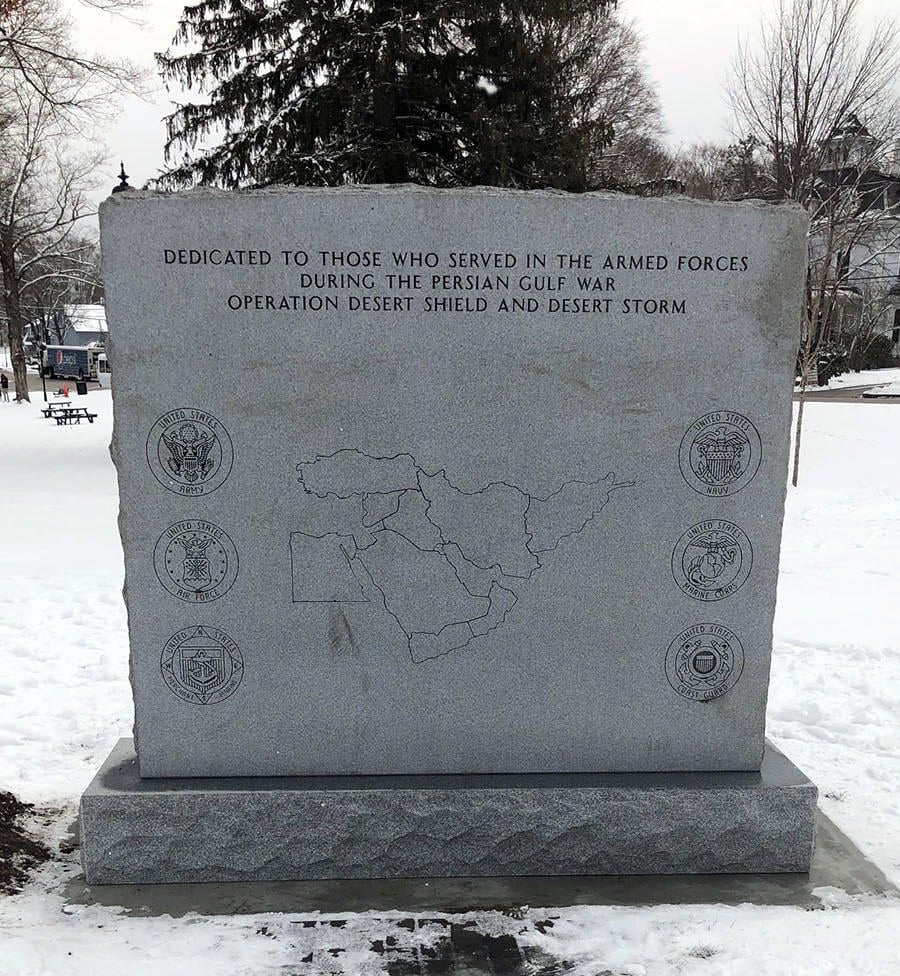 DEDICATED TO THOSE WHO SERVED IN THE ARMED FORCES
DURING THE PERSIAN GULF WAR
OPERATION DESERT SHIELD AND DESERT STORM
UNITED STATES
ARMY
UNITED STATES
NAVY
UNITED STATES
AIR FORCE
UNITED STATES
MARINE CORPS
UNITED STATES
MERCHANT MARINE
UNITED STATES
COAST GUARD